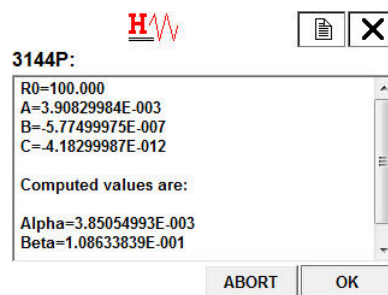 H
3144P:
R0=100.000
A=3.90829984E-003
B=-5.77499975E-007
C=-4.18299987E-012
Computed values are:
Alpha=3.85054993E-003
Beta=1.08633839E-001
ABORT
OK